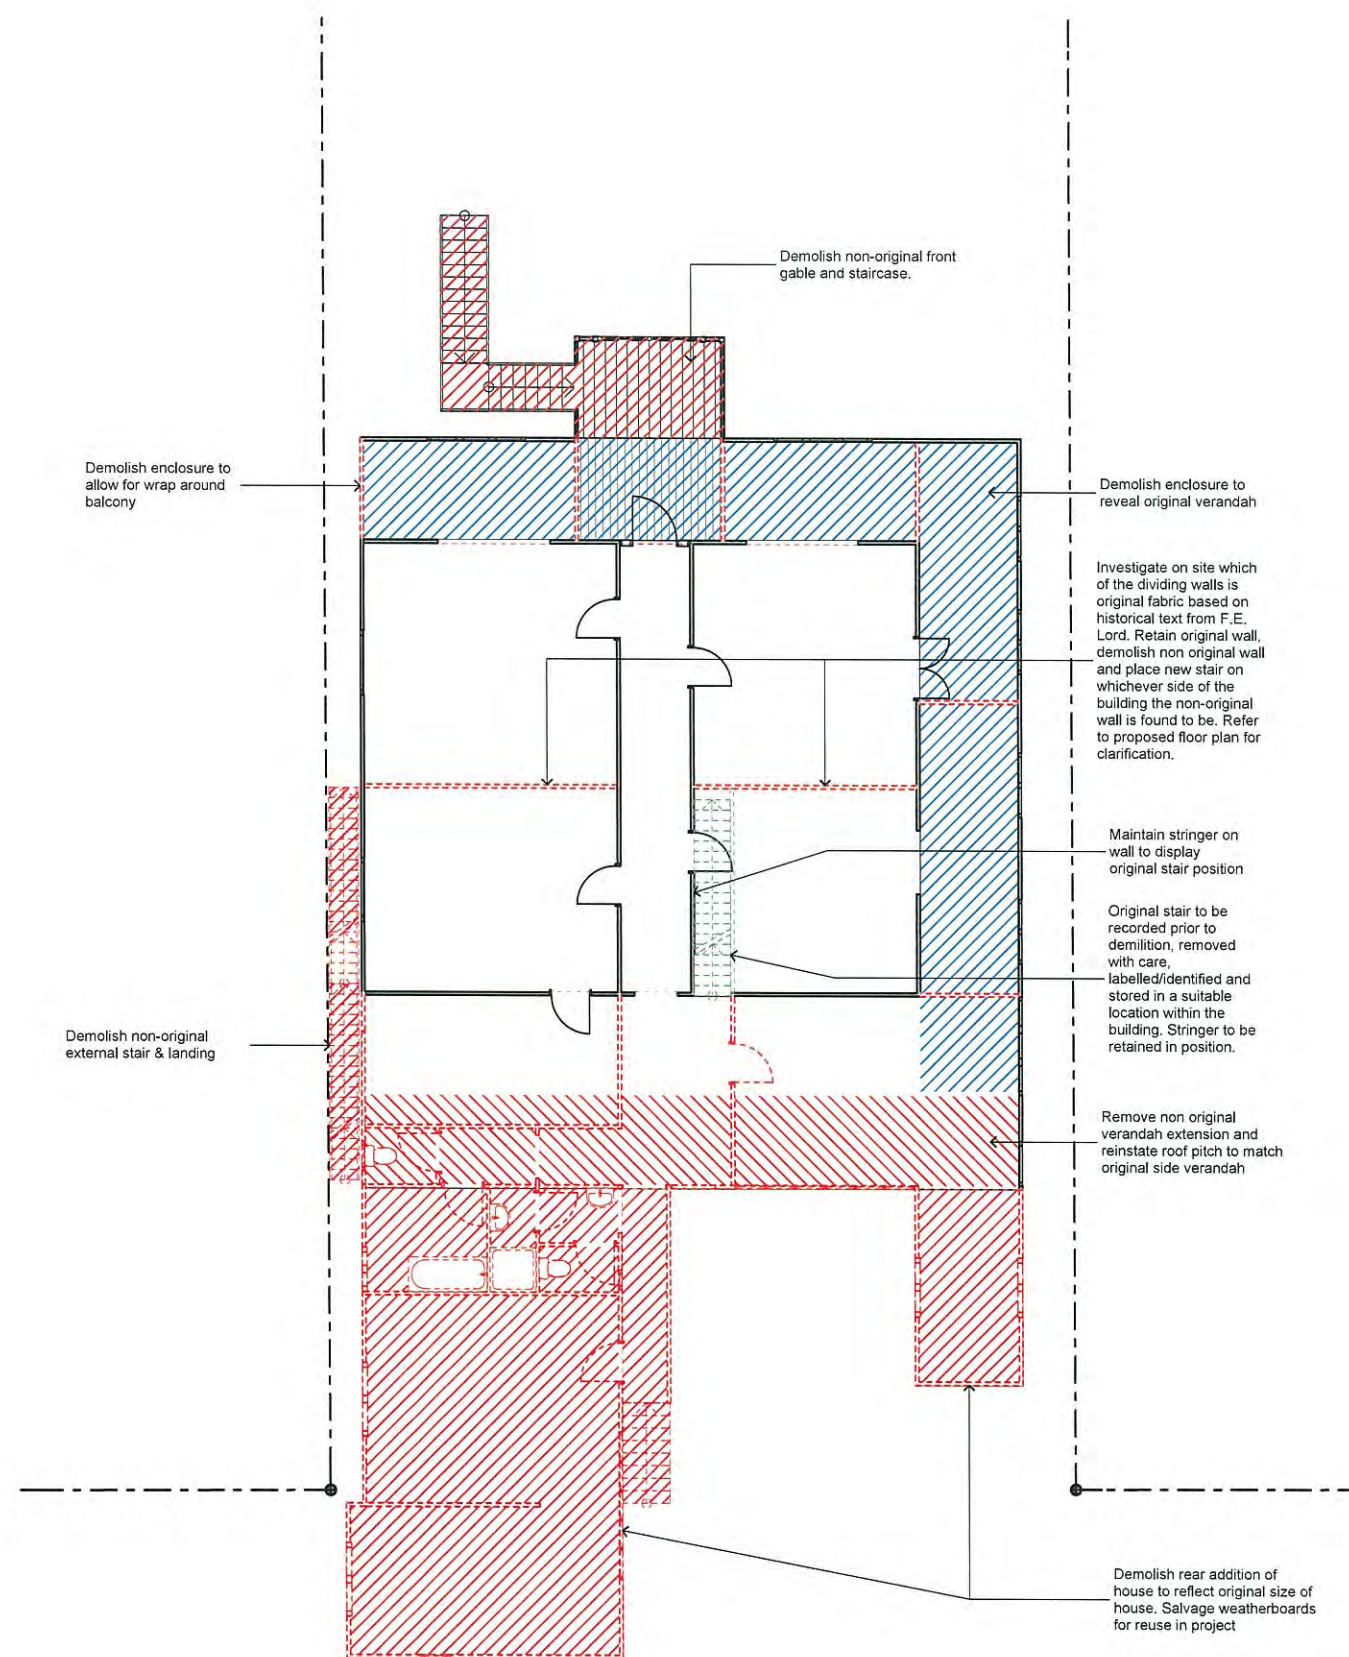 Demolish non-original front
gable and staircase.
Demolish enclosure to
allow for wrap around
balcony
Demolish enclosure to
reveal original verandah
Investigate on site which
of the dividing walls is
original fabric based on
historical text from F.E.
Lord. Retain original wall,
demolish non original wall
and place new stair on
whichever side of the
building the non-original
wall is found to be. Refer
to proposed floor plan for
clarification.
Maintain stringer on
wall to display
original stair position
Original stair to be
recorded prior to
demilition, removed
with care,
labelled/identified and
stored in a suitable
location within the
building. Stringer to be
retained in position.
Demolish non-original
external stair & landing
Remove non original
verandah extension and
reinstate roof pitch to match
original side verandah
Demolish rear addition of
house to reflect original size of
house. Salvage weatherboards
for reuse in project